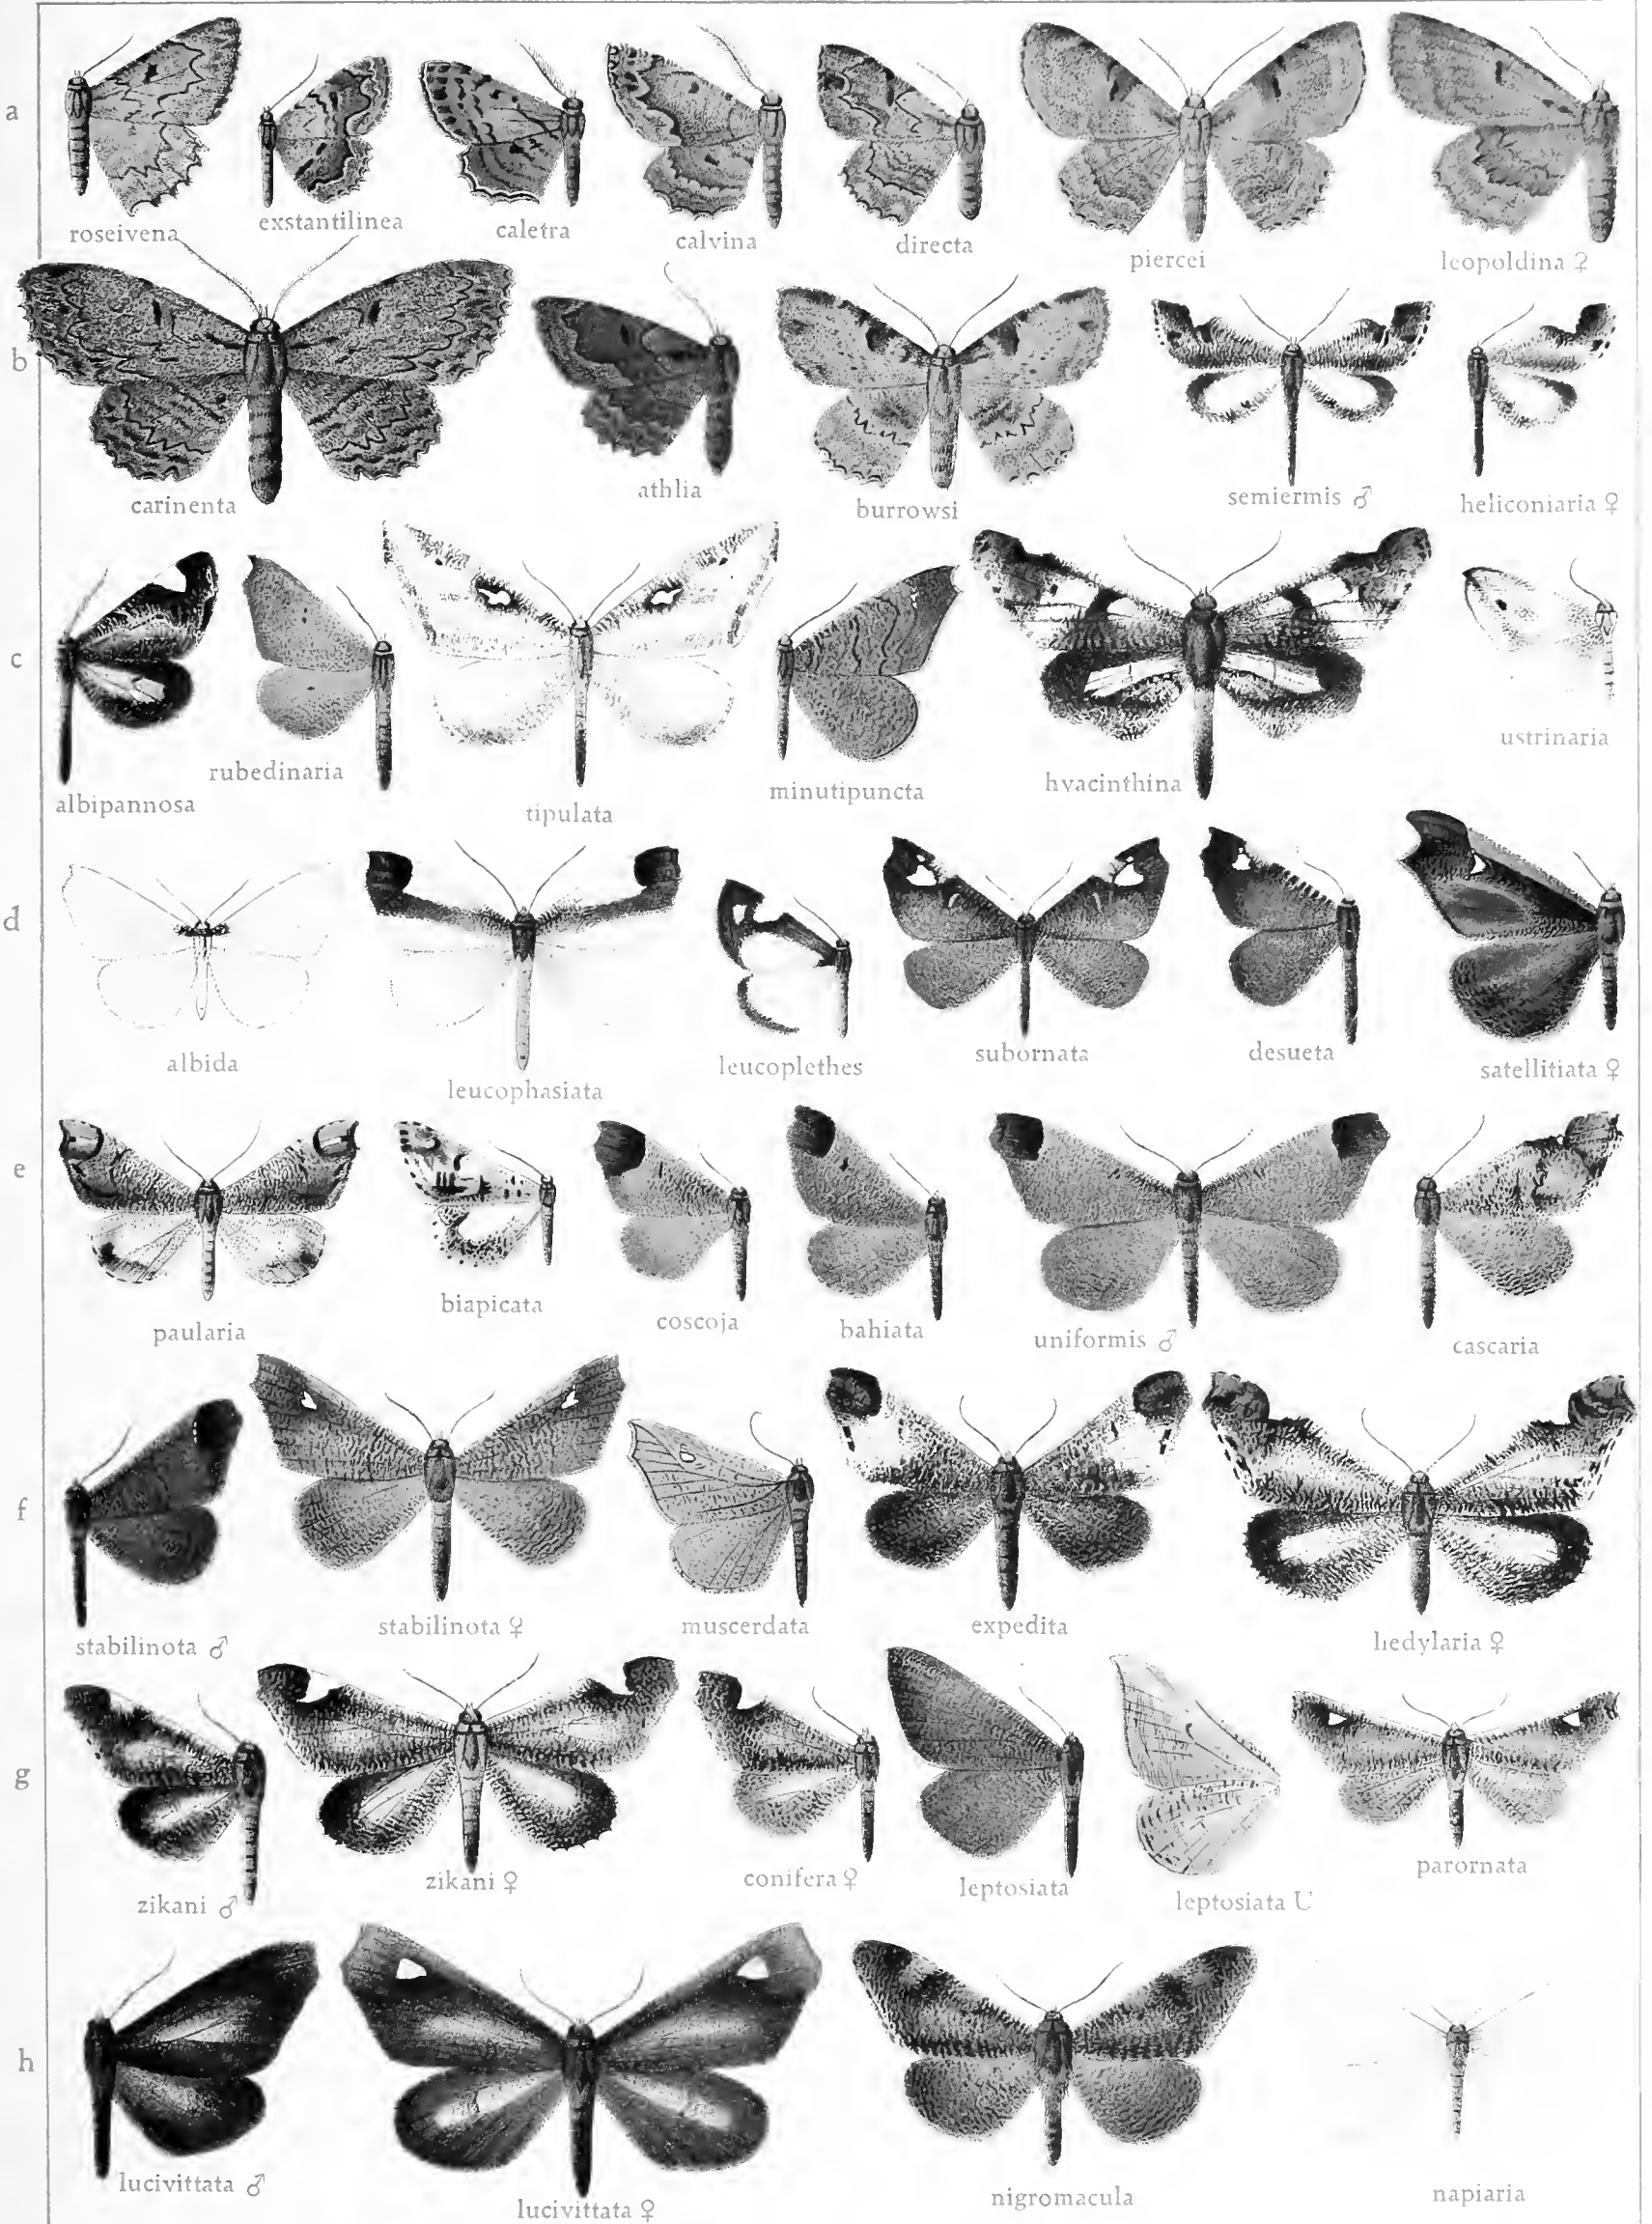 a
roseivena
exstantilinea
caletra
calvina
directa
piercei
leopoldina ♀
b
carinenta
athlia
burrowsi
semiermis ♂
heliconiaria ♀
c
albipannosa
rubedinaria
tipulata
minutipuncta
hyacinthina
ustrinaria
d
albida
leucophasiata
leucoplethes
subornata
desueta
satellitiata ♀
e
paularia
biapicata
coscoja
bahiata
uniformis ♂
cascaria
f
stabilinota ♂
stabilinota ♀
muscerdata
expedita
hedylaria ♀
g
zikani ♂
zikani ♀
conifera ♀
leptosiata
leptosiata U
parornata
h
lucivittata ♂
lucivittata ♀
nigromacula
napiaria